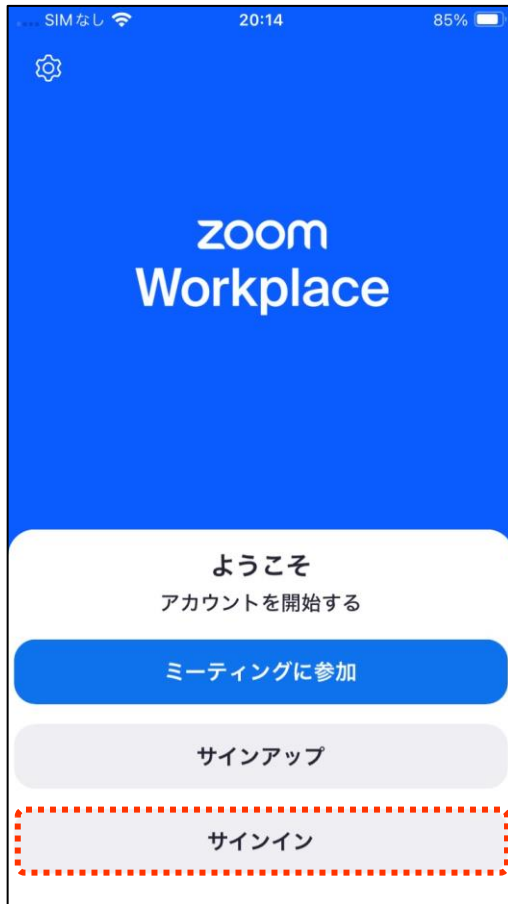 SIMなし 20:14 85%
zoom
Workplace
ようこそ
アカウントを開始する
ミーティングに参加
サインアップ
サインイン